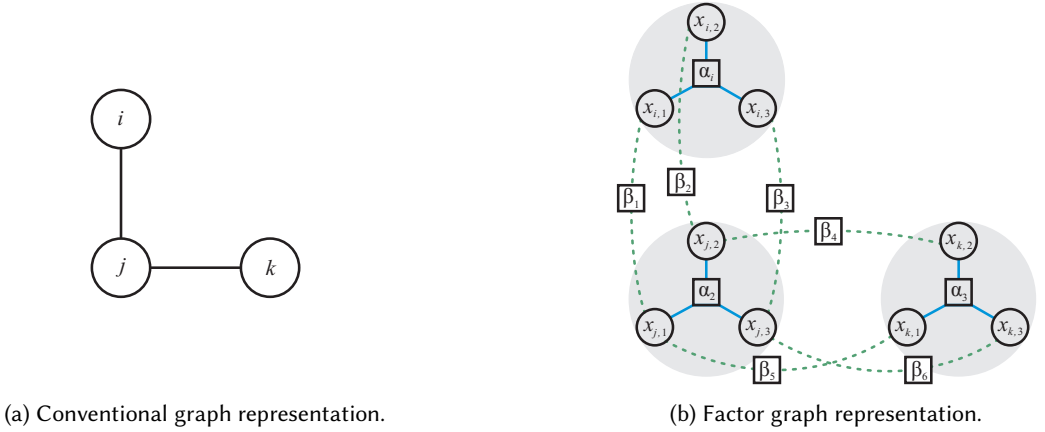 i
j
k
(a) Conventional graph representation.
x_{i,2}
α_i
x_{i,1}
x_{i,3}
β_1
β_2
β_3
x_{j,2}
β_4
x_{k,2}
α_2
α_3
x_{j,1}
x_{j,3}
x_{k,1}
x_{k,3}
β_5
β_6
(b) Factor graph representation.